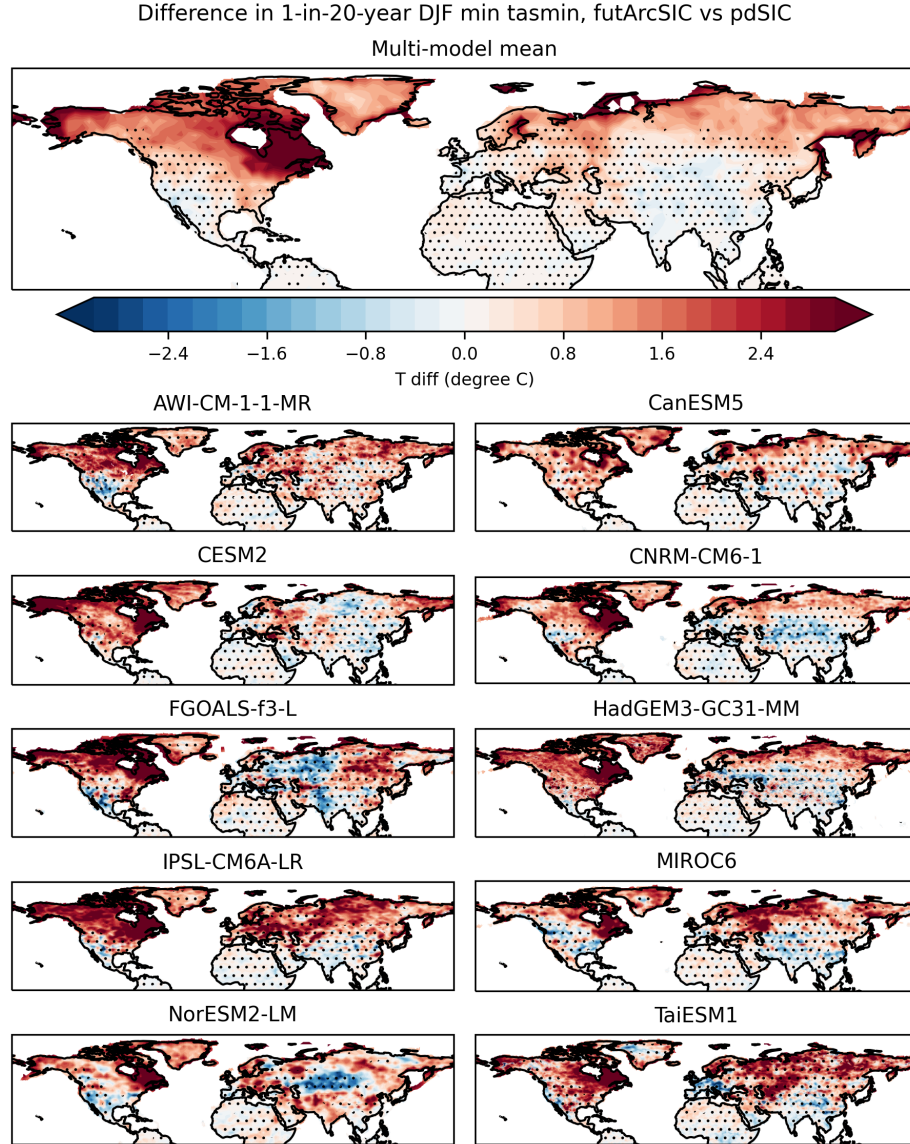 Difference in 1-in-20-year DJF min tasmin, futArcSIC vs pdSIC
Multi-model mean
−2.4 −1.6 −0.8 0.0 0.8 1.6 2.4
T diff (degree C)
AWI-CM-1-1-MR CanESM5
CESM2 CNRM-CM6-1
FGOALS-f3-L HadGEM3-GC31-MM
IPSL-CM6A-LR MIROC6
NorESM2-LM TaiESM1